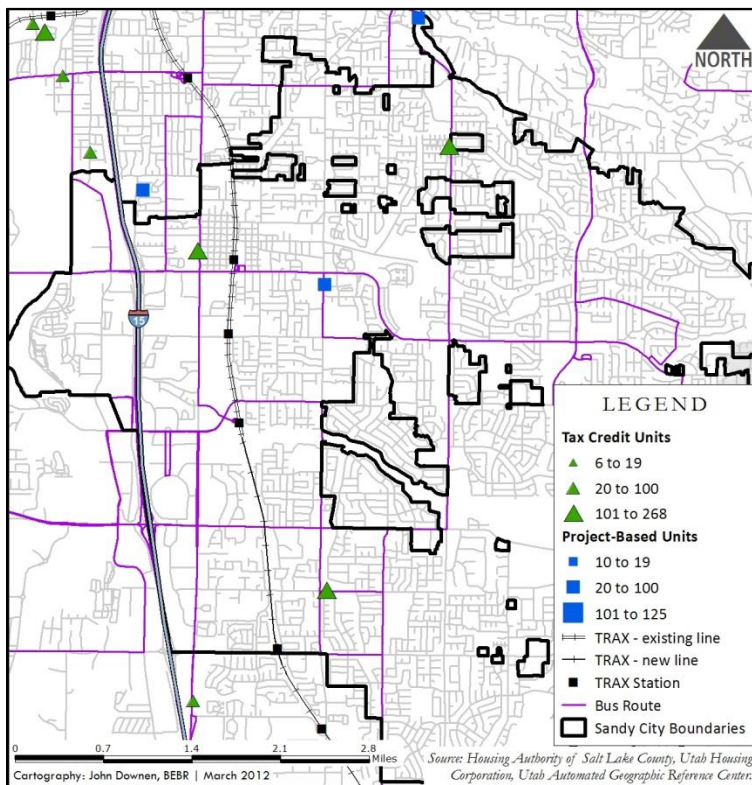 NORTH
15
LEGEND
Tax Credit Units
6 to 19
20 to 100
101 to 268
Project-Based Units
10 to 19
20 to 100
101 to 125
TRAX - existing line
TRAX - new line
TRAX Station
Bus Route
Sandy City Boundaries
0 0.7 1.4 2.1 2.8
Miles
Cartography: John Downen, BEBR | March 2012
Source: Housing Authority of Salt Lake County, Utah Housing
Corporation, Utah Automated Geographic Reference Center.